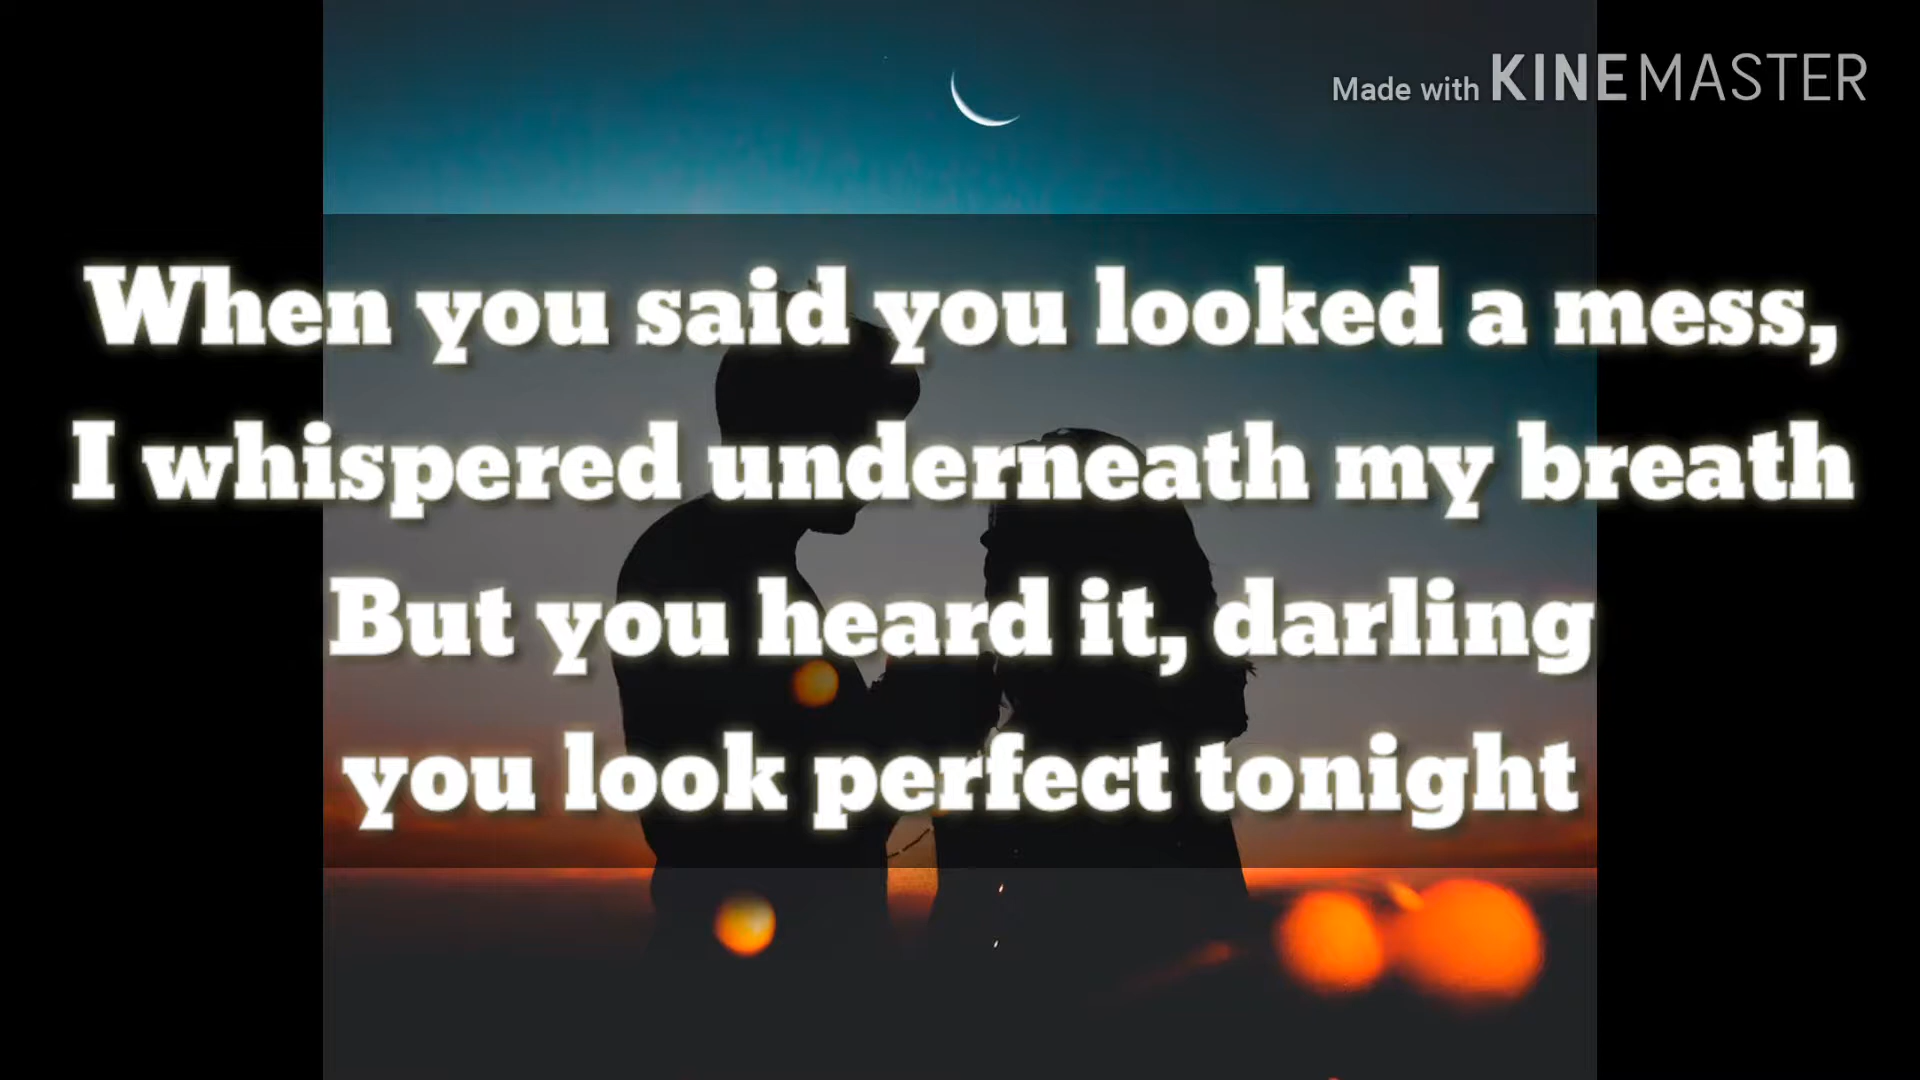 Made with KINEMASTER
When you said you looked a mess,
I whispered underneath my breath
But you heard it, darling
you look perfect tonight